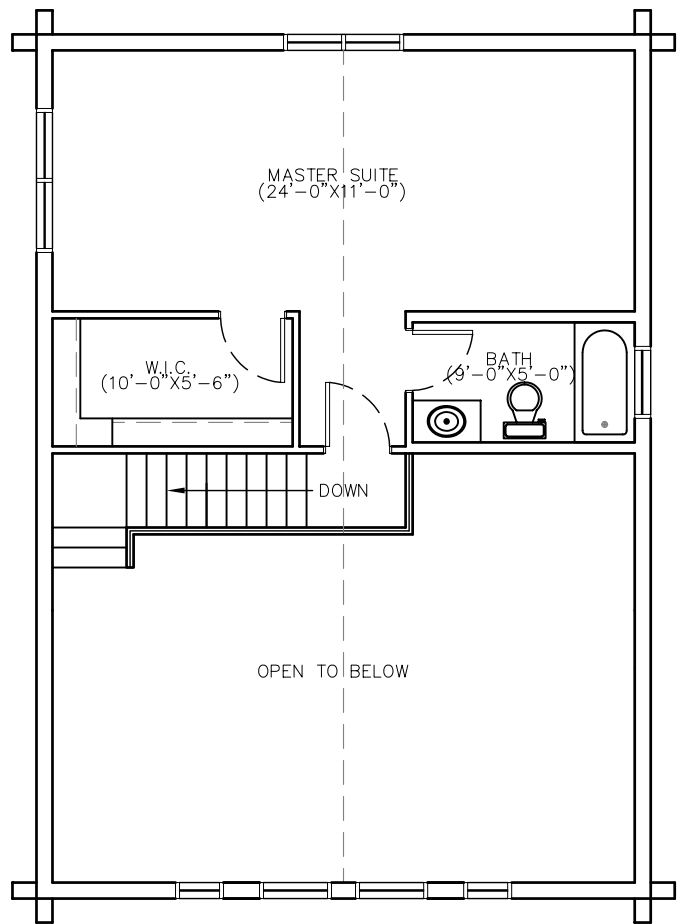 MASTER SUITE
(24'-0"X11'-0")
W.I.C.
(10'-0"X5'-6")
BATH
(9'-0"X5'-0")
DOWN
OPEN TO BELOW